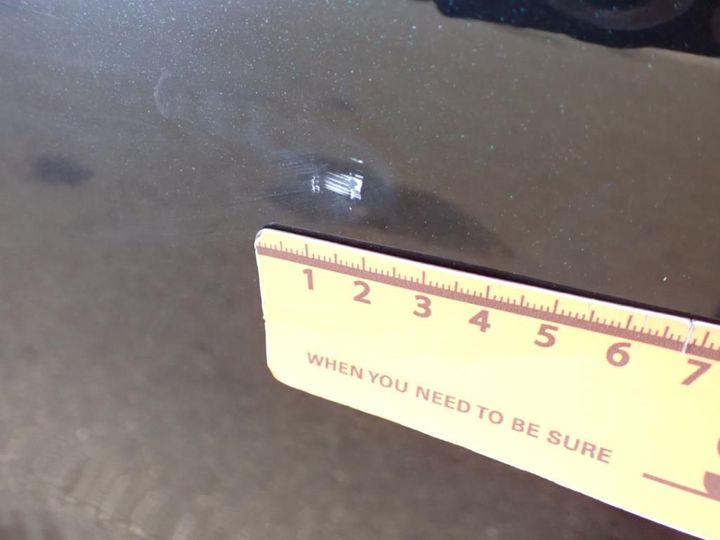 1 2 3 4 5 6 7
WHEN YOU NEED TO BE SURE